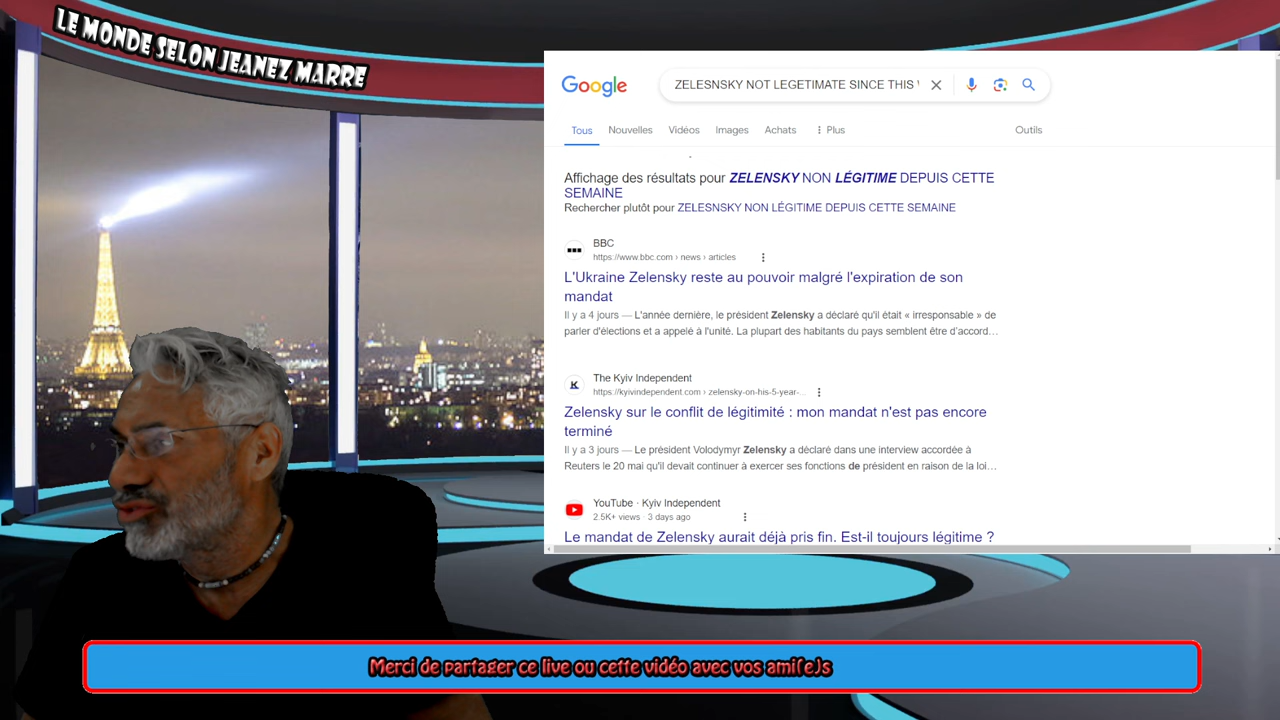 LE MONDE SELON JEANEZ MARRE
Google
ZELESNSKY NOT LEGETIMATE SINCE THIS
Tous Nouvelles Vidéos Images Achats Plus Outils
Affichage des résultats pour ZELENSKY NON LÉGITIME DEPUIS CETTE
SEMAINE
Rechercher plutôt pour ZELESNSKY NON LÉGITIME DEPUIS CETTE SEMAINE
BBC
https://www.bbc.com › news › articles
L'Ukraine Zelensky reste au pouvoir malgré l'expiration de son
mandat
Il y a 4 jours — L'année dernière, le président Zelensky a déclaré qu'il était « irresponsable » de
parler d'élections et a appelé à l'unité. La plupart des habitants du pays semblent être d'accord…
The Kyiv Independent
https://kyivindependent.com › zelensky-on-his-5-year-...
Zelensky sur le conflit de légitimité : mon mandat n'est pas encore
terminé
Il y a 3 jours — Le président Volodymyr Zelensky a déclaré dans une interview accordée à
Reuters le 20 mai qu'il devait continuer à exercer ses fonctions de président en raison de la loi…
YouTube · Kyiv Independent
2.5K+ views · 3 days ago
Le mandat de Zelensky aurait déjà pris fin. Est-il toujours légitime ?
Merci de partager ce live ou cette vidéo avec vos ami(e)s